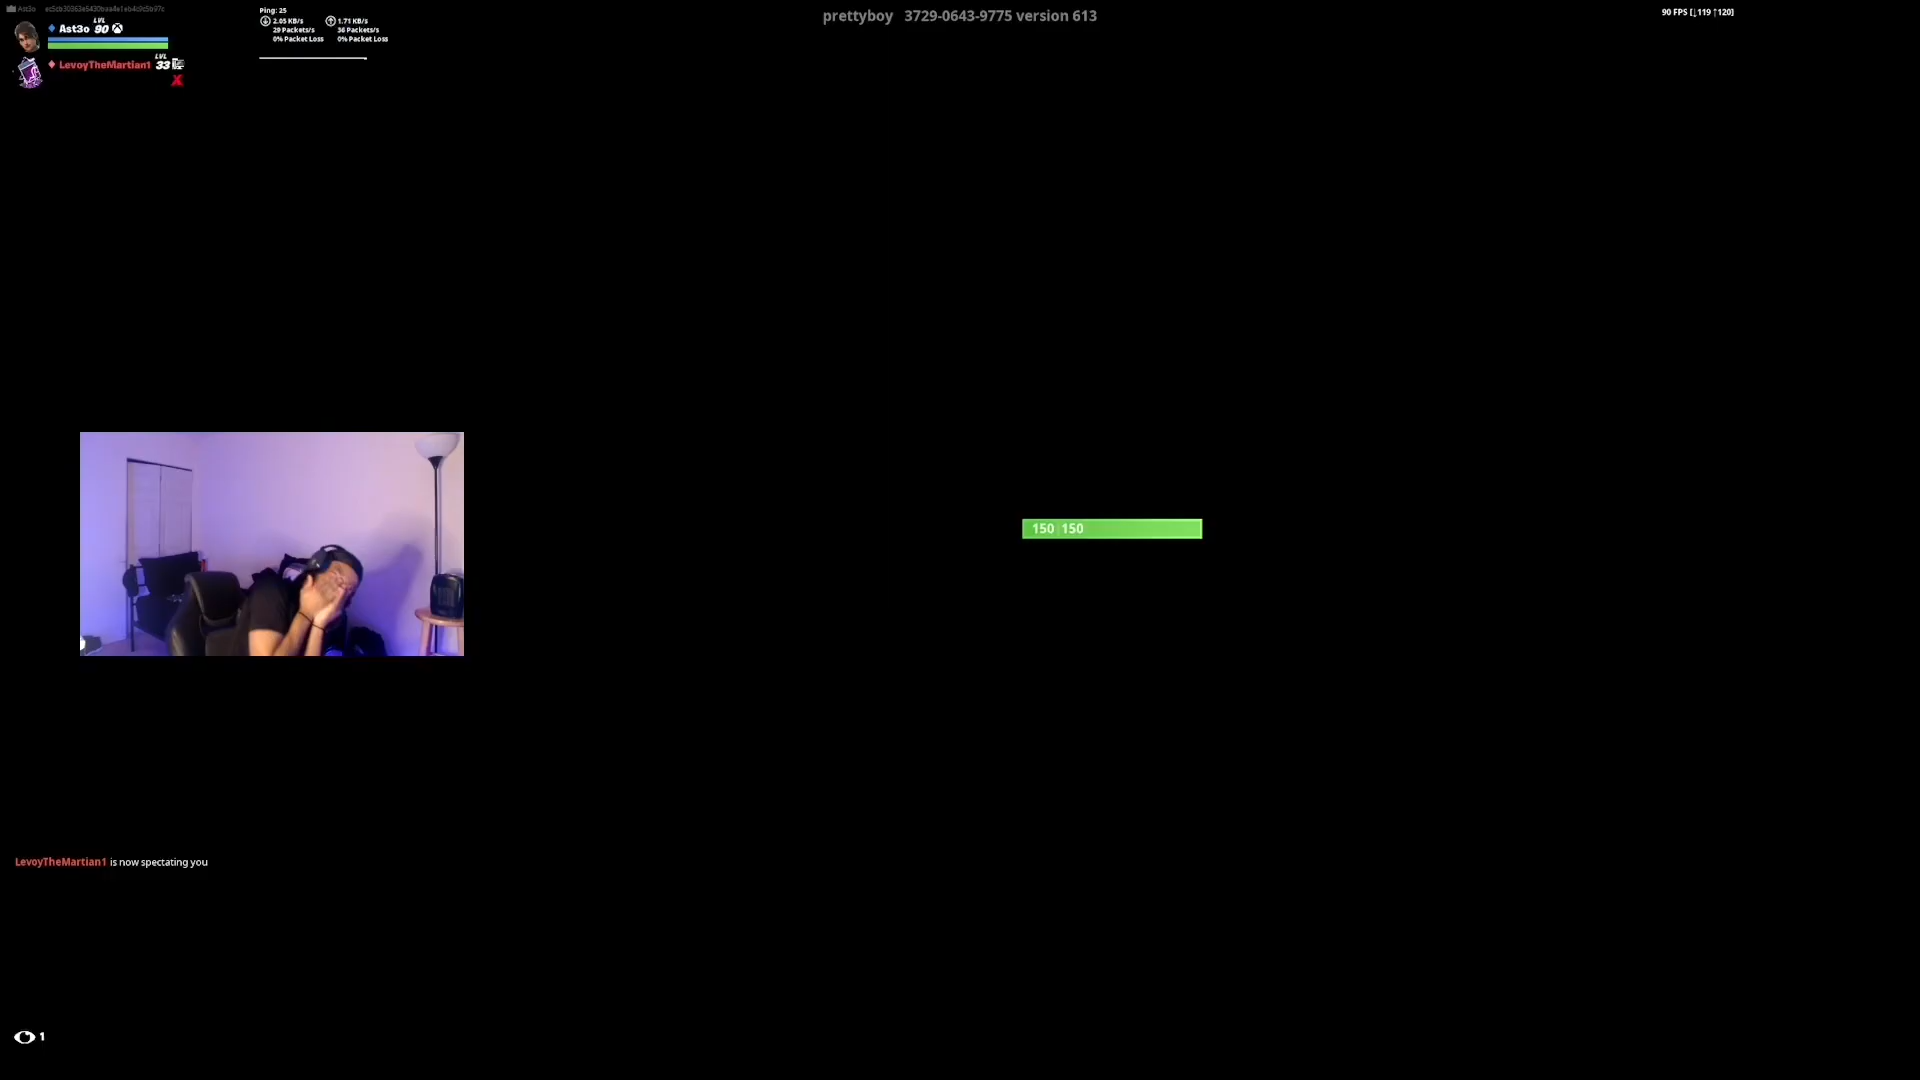 Ast3o
LVL
Ast3o 90
LVL
LevoyTheMartian1 33
X
Ping: 25
2.05 KB/s 1.71 KB/s
29 Packets/s 36 Packets/s
0% Packet Loss 0% Packet Loss
prettyboy 3729-0643-9775 version 613
90 FPS [↓119 ↑120]
150 | 150
LevoyTheMartian1 is now spectating you
1